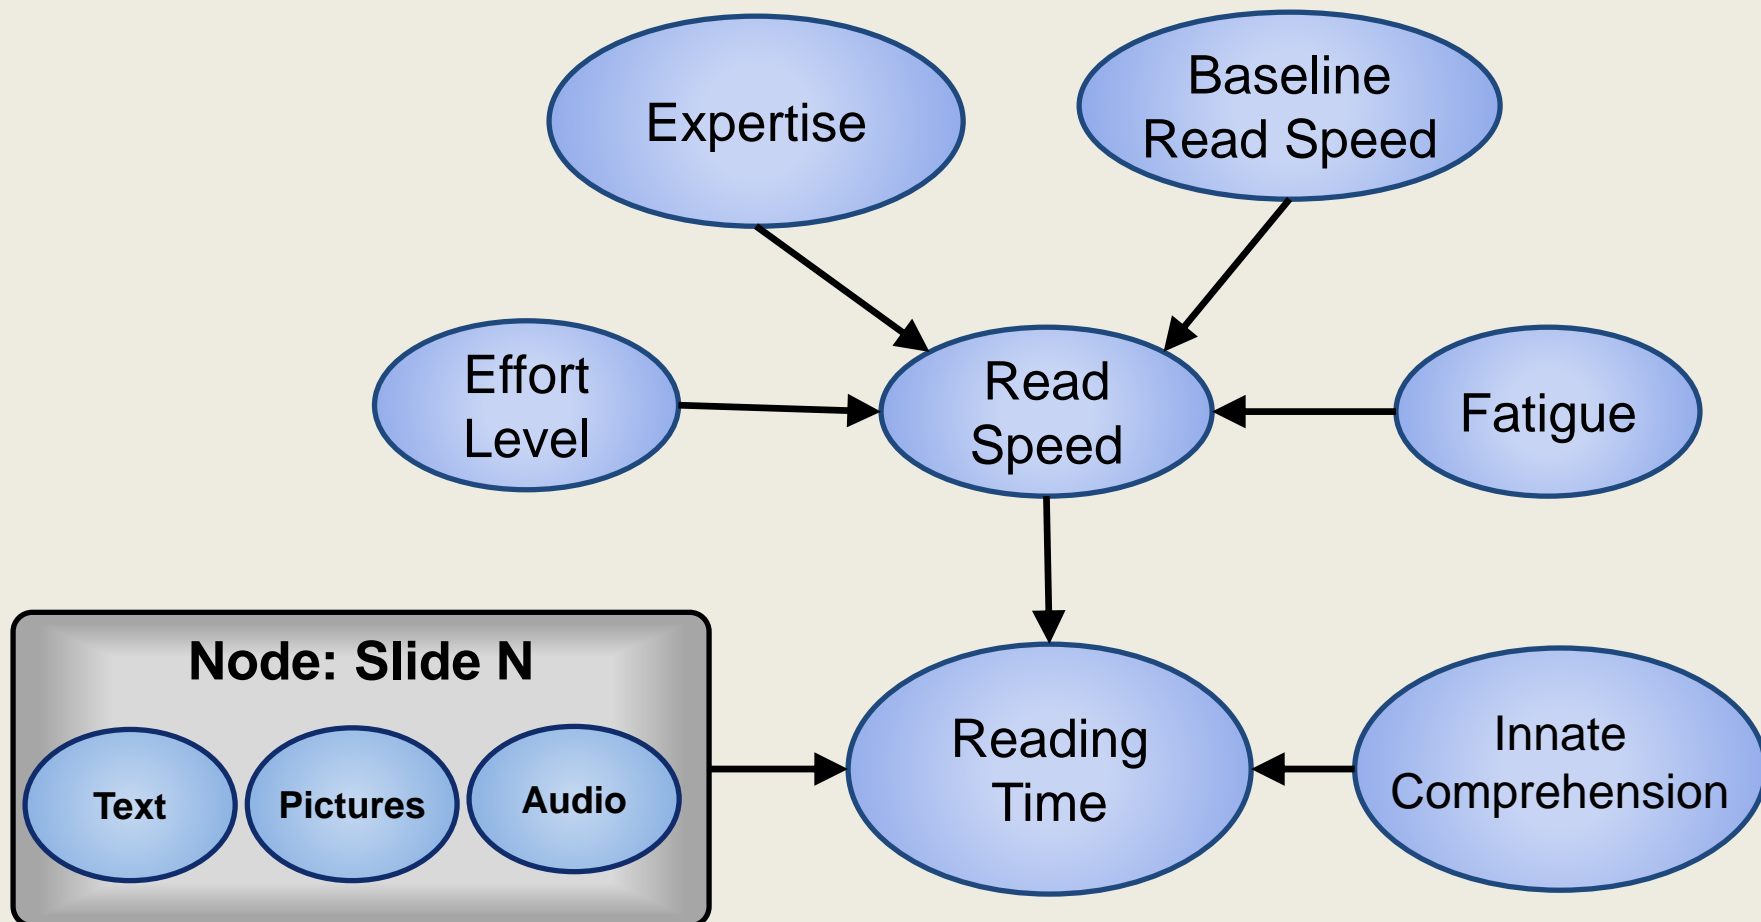 Expertise
Baseline
Read Speed
Effort
Level
Read
Speed
Fatigue
Node: Slide N
Text
Pictures
Audio
Reading
Time
Innate
Comprehension